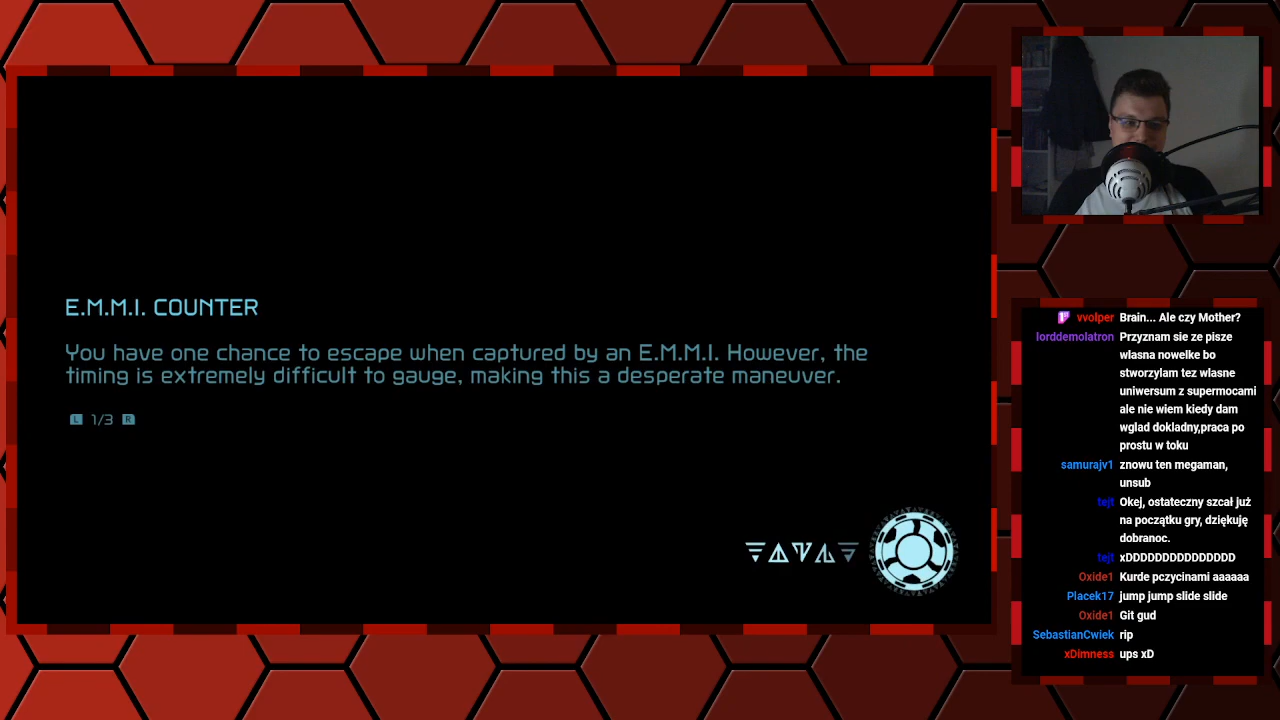 E.M.M.I. COUNTER
You have one chance to escape when captured by an E.M.M.I. However, the
timing is extremely difficult to gauge, making this a desperate maneuver.
L 1/3 R
vvolper Brain... Ale czy Mother?
lorddemolatron Przyznam sie ze pisze
wlasna nowelke bo
stworzylam tez wlasne
uniwersum z supermocami
ale nie wiem kiedy dam
wglad dokladny,praca po
prostu w toku
samurajv1 znowu ten megaman,
unsub
tejt Okej, ostateczny szcał już
na początku gry, dziękuję
dobranoc.
tejt xDDDDDDDDDDDDDDD
Oxide1 Kurde pczycinami aaaaaa
Placek17 jump jump slide slide
Oxide1 Git gud
SebastianCwiek rip
xDimness ups xD